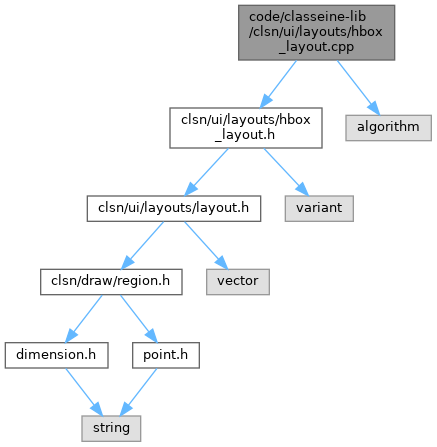 code/classeine-lib
/clsn/ui/layouts/hbox
_layout.cpp
clsn/ui/layouts/hbox
_layout.h
algorithm
clsn/ui/layouts/layout.h
variant
clsn/draw/region.h
vector
dimension.h
point.h
string